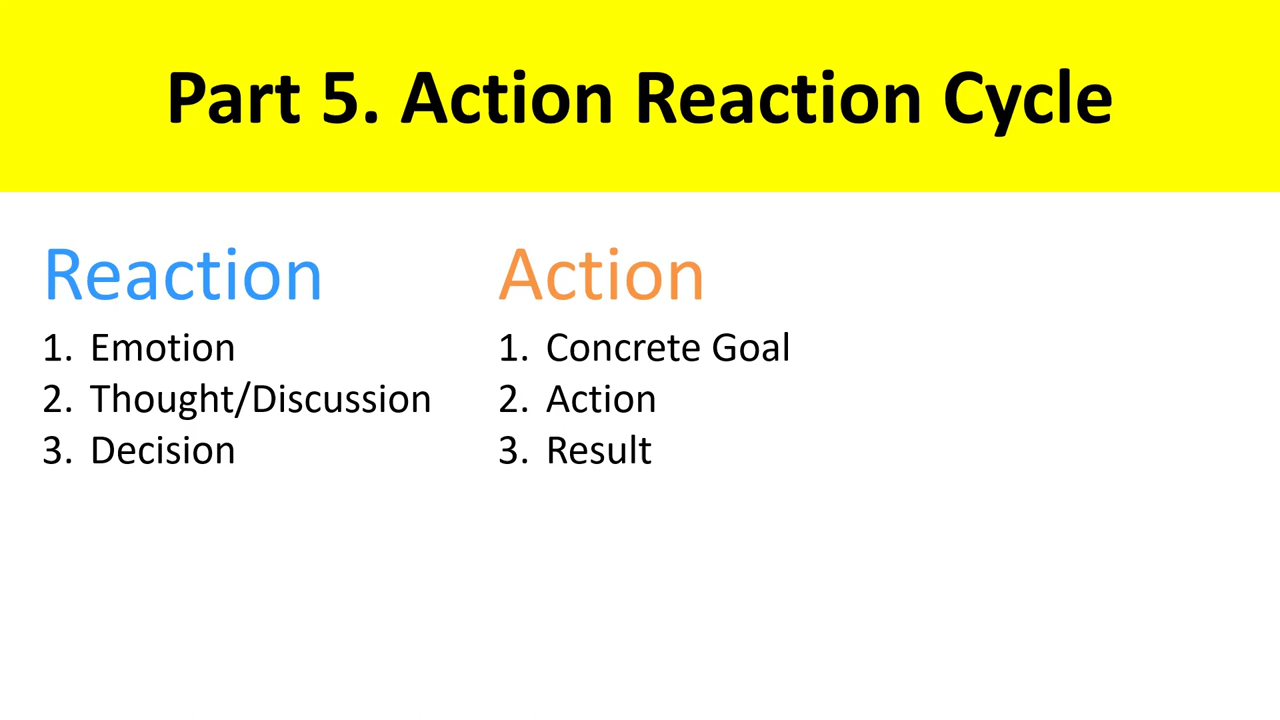 Part 5. Action Reaction Cycle
Reaction
1. Emotion
2. Thought/Discussion
3. Decision
Action
1. Concrete Goal
2. Action
3. Result